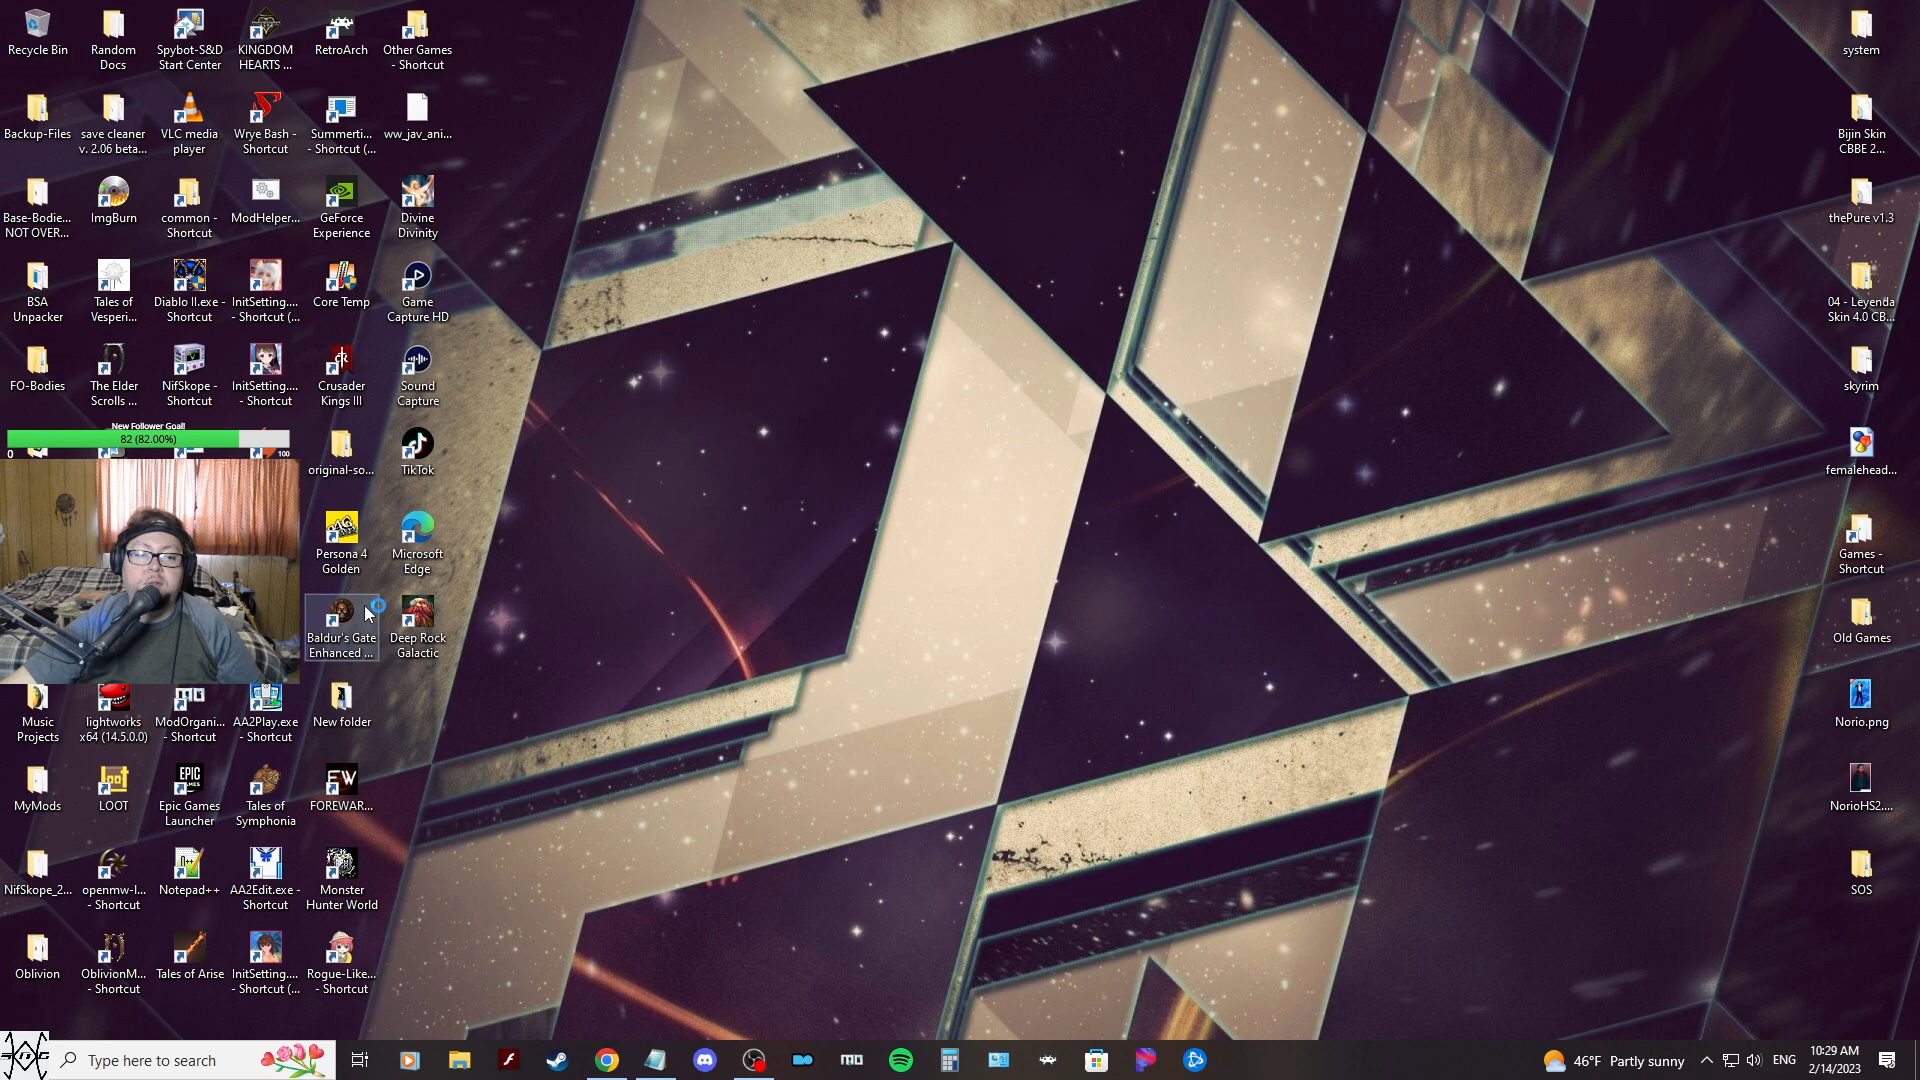 Recycle Bin
Random
Docs
Spybot-S&D
Start Center
KINGDOM
HEARTS ...
RetroArch
Other Games
- Shortcut
system
Backup-Files
save cleaner
v. 2.06 beta...
VLC media
player
Wrye Bash -
Shortcut
Summerti...
- Shortcut (...
ww_jav_ani...
Bijin Skin
CBBE 2...
Base-Bodie...
NOT OVER...
ImgBurn
common -
Shortcut
ModHelper...
GeForce
Experience
Divine
Divinity
thePure v1.3
BSA
Unpacker
Tales of
Vesperi...
Diablo II.exe -
Shortcut
InitSetting....
- Shortcut (...
Core Temp
Game
Capture HD
04 - Leyenda
Skin 4.0 CB...
FO-Bodies
The Elder
Scrolls ...
NifSkope -
Shortcut
InitSetting....
- Shortcut
Crusader
Kings III
Sound
Capture
skyrim
New Follower Goal!
82 (82.00%)
0
100
original-so...
TikTok
femalehead...
P4G
Persona 4
Golden
Microsoft
Edge
Games -
Shortcut
Baldur's Gate
Enhanced ...
Deep Rock
Galactic
Old Games
Music
Projects
lightworks
x64 (14.5.0.0)
ModOrgani...
- Shortcut
AA2Play.exe
- Shortcut
New folder
Norio.png
MyMods
LOOT
EPIC
GAMES
Epic Games
Launcher
Tales of
Symphonia
FW
FOREWAR...
NorioHS2....
NifSkope_2...
openmw-l...
- Shortcut
Notepad++
AA2Edit.exe -
Shortcut
Monster
Hunter World
SOS
Oblivion
OblivionM...
- Shortcut
Tales of Arise
InitSetting....
- Shortcut (...
Rogue-Like...
- Shortcut
Type here to search
46°F Partly sunny
ENG
10:29 AM
2/14/2023